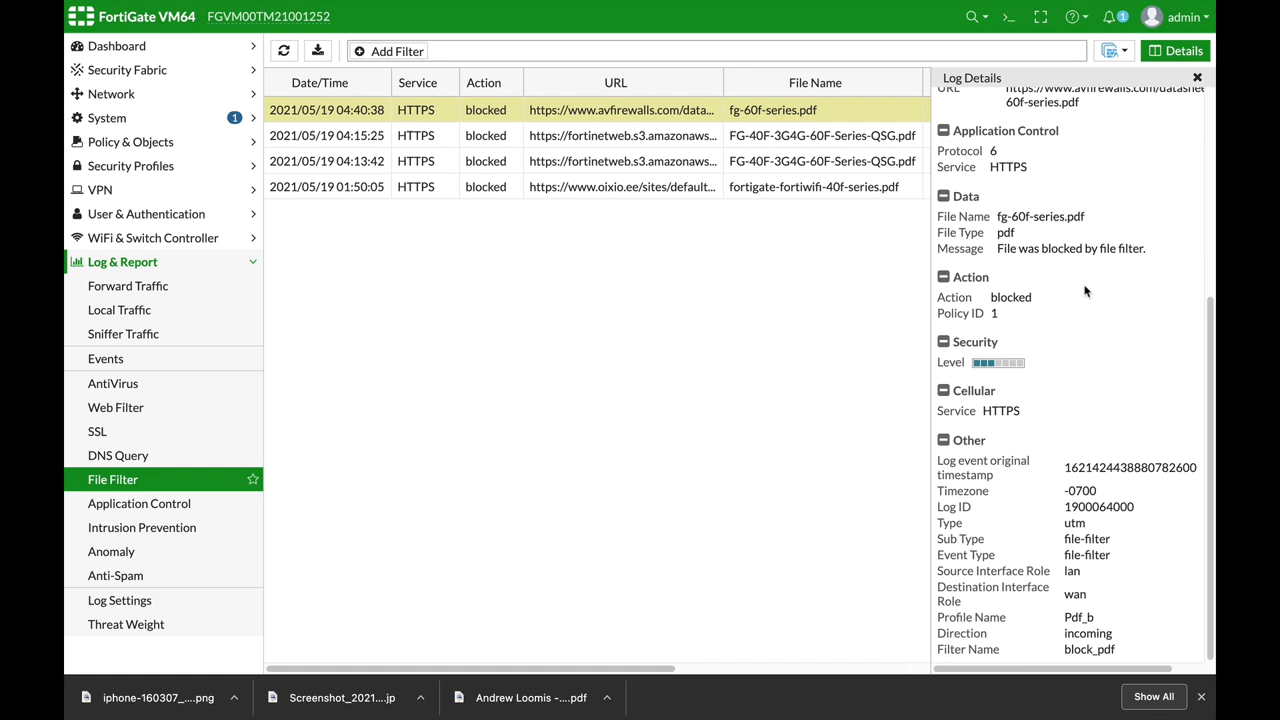 FortiGate VM64 FGVM00TM21001252
1 admin
Dashboard
Security Fabric
Network
System 1
Policy & Objects
Security Profiles
VPN
User & Authentication
WiFi & Switch Controller
Log & Report
Forward Traffic
Local Traffic
Sniffer Traffic
Events
AntiVirus
Web Filter
SSL
DNS Query
File Filter
Application Control
Intrusion Prevention
Anomaly
Anti-Spam
Log Settings
Threat Weight
Add Filter
Details
Date/Time Service Action URL File Name
2021/05/19 04:40:38 HTTPS blocked https://www.avfirewalls.com/data... fg-60f-series.pdf
2021/05/19 04:15:25 HTTPS blocked https://fortinetweb.s3.amazonaws... FG-40F-3G4G-60F-Series-QSG.pdf
2021/05/19 04:13:42 HTTPS blocked https://fortinetweb.s3.amazonaws... FG-40F-3G4G-60F-Series-QSG.pdf
2021/05/19 01:50:05 HTTPS blocked https://www.oixio.ee/sites/default... fortigate-fortiwifi-40f-series.pdf
Log Details
URL https://www.avfirewalls.com/datashee
60f-series.pdf
Application Control
Protocol 6
Service HTTPS
Data
File Name fg-60f-series.pdf
File Type pdf
Message File was blocked by file filter.
Action
Action blocked
Policy ID 1
Security
Level
Cellular
Service HTTPS
Other
Log event original
timestamp 1621424438880782600
Timezone -0700
Log ID 1900064000
Type utm
Sub Type file-filter
Event Type file-filter
Source Interface Role lan
Destination Interface
Role wan
Profile Name Pdf_b
Direction incoming
Filter Name block_pdf
iphone-160307_....png Screenshot_2021....jp Andrew Loomis -....pdf Show All